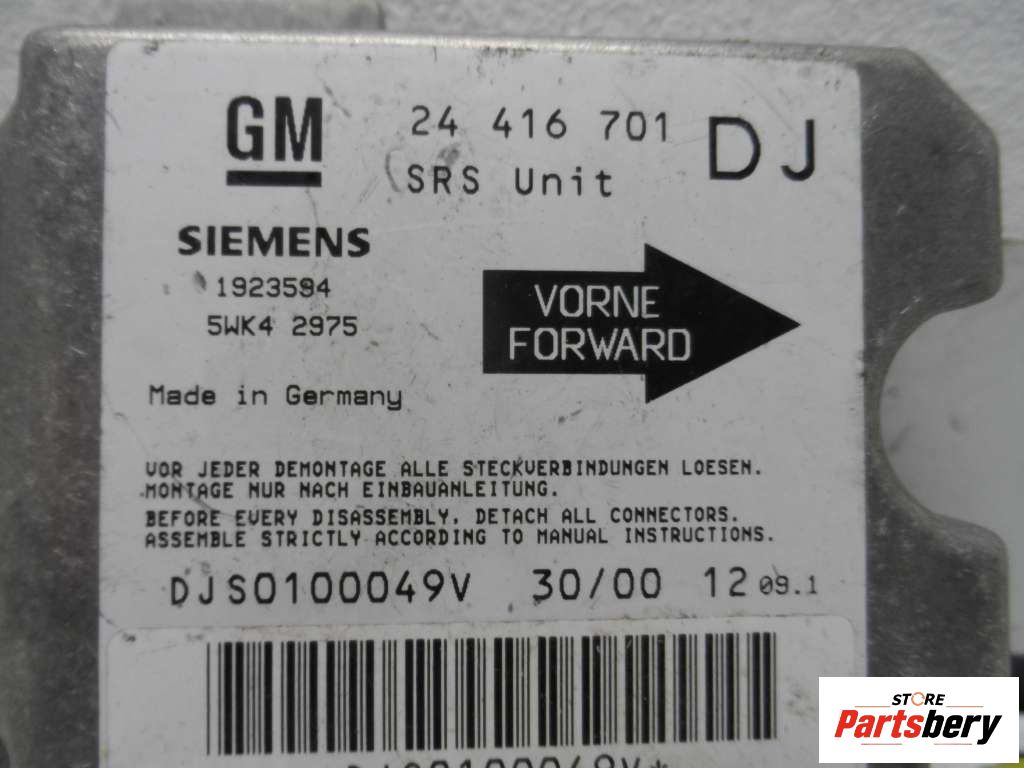 GM 24 416 701 DJ
SRS Unit
SIEMENS
1923594
5WK4 2975
VORNE
FORWARD
Made in Germany
VOR JEDER DEMONTAGE ALLE STECKVERBINDUNGEN LOESEN.
MONTAGE NUR NACH EINBAUANLEITUNG.
BEFORE EVERY DISASSEMBLY, DETACH ALL CONNECTORS.
ASSEMBLE STRICTLY ACCORDING TO MANUAL INSTRUCTIONS.
DJS0100049V 30/00 12 09.1
*DJS0100049V*
STORE
Partsbery